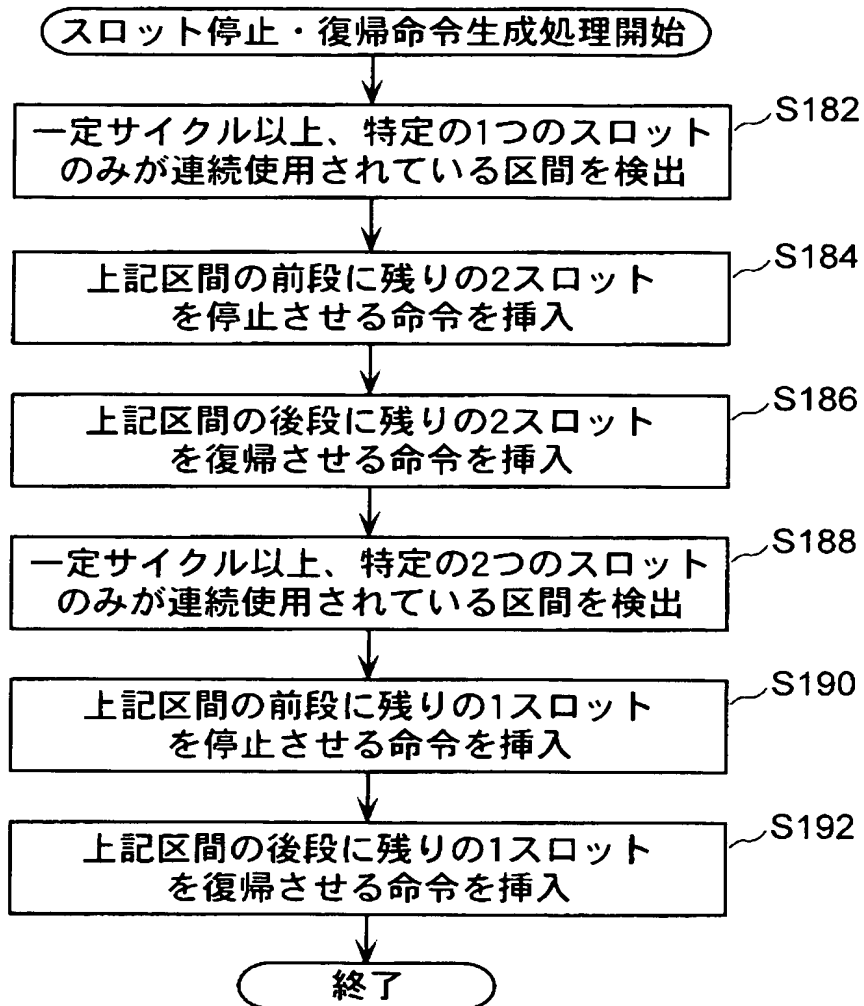 スロット停止・復帰命令生成処理開始
S182
一定サイクル以上、特定の1つのスロット
のみが連続使用されている区間を検出
S184
上記区間の前段に残りの2スロット
を停止させる命令を挿入
S186
上記区間の後段に残りの2スロット
を復帰させる命令を挿入
S188
一定サイクル以上、特定の2つのスロット
のみが連続使用されている区間を検出
S190
上記区間の前段に残りの1スロット
を停止させる命令を挿入
S192
上記区間の後段に残りの1スロット
を復帰させる命令を挿入
終了